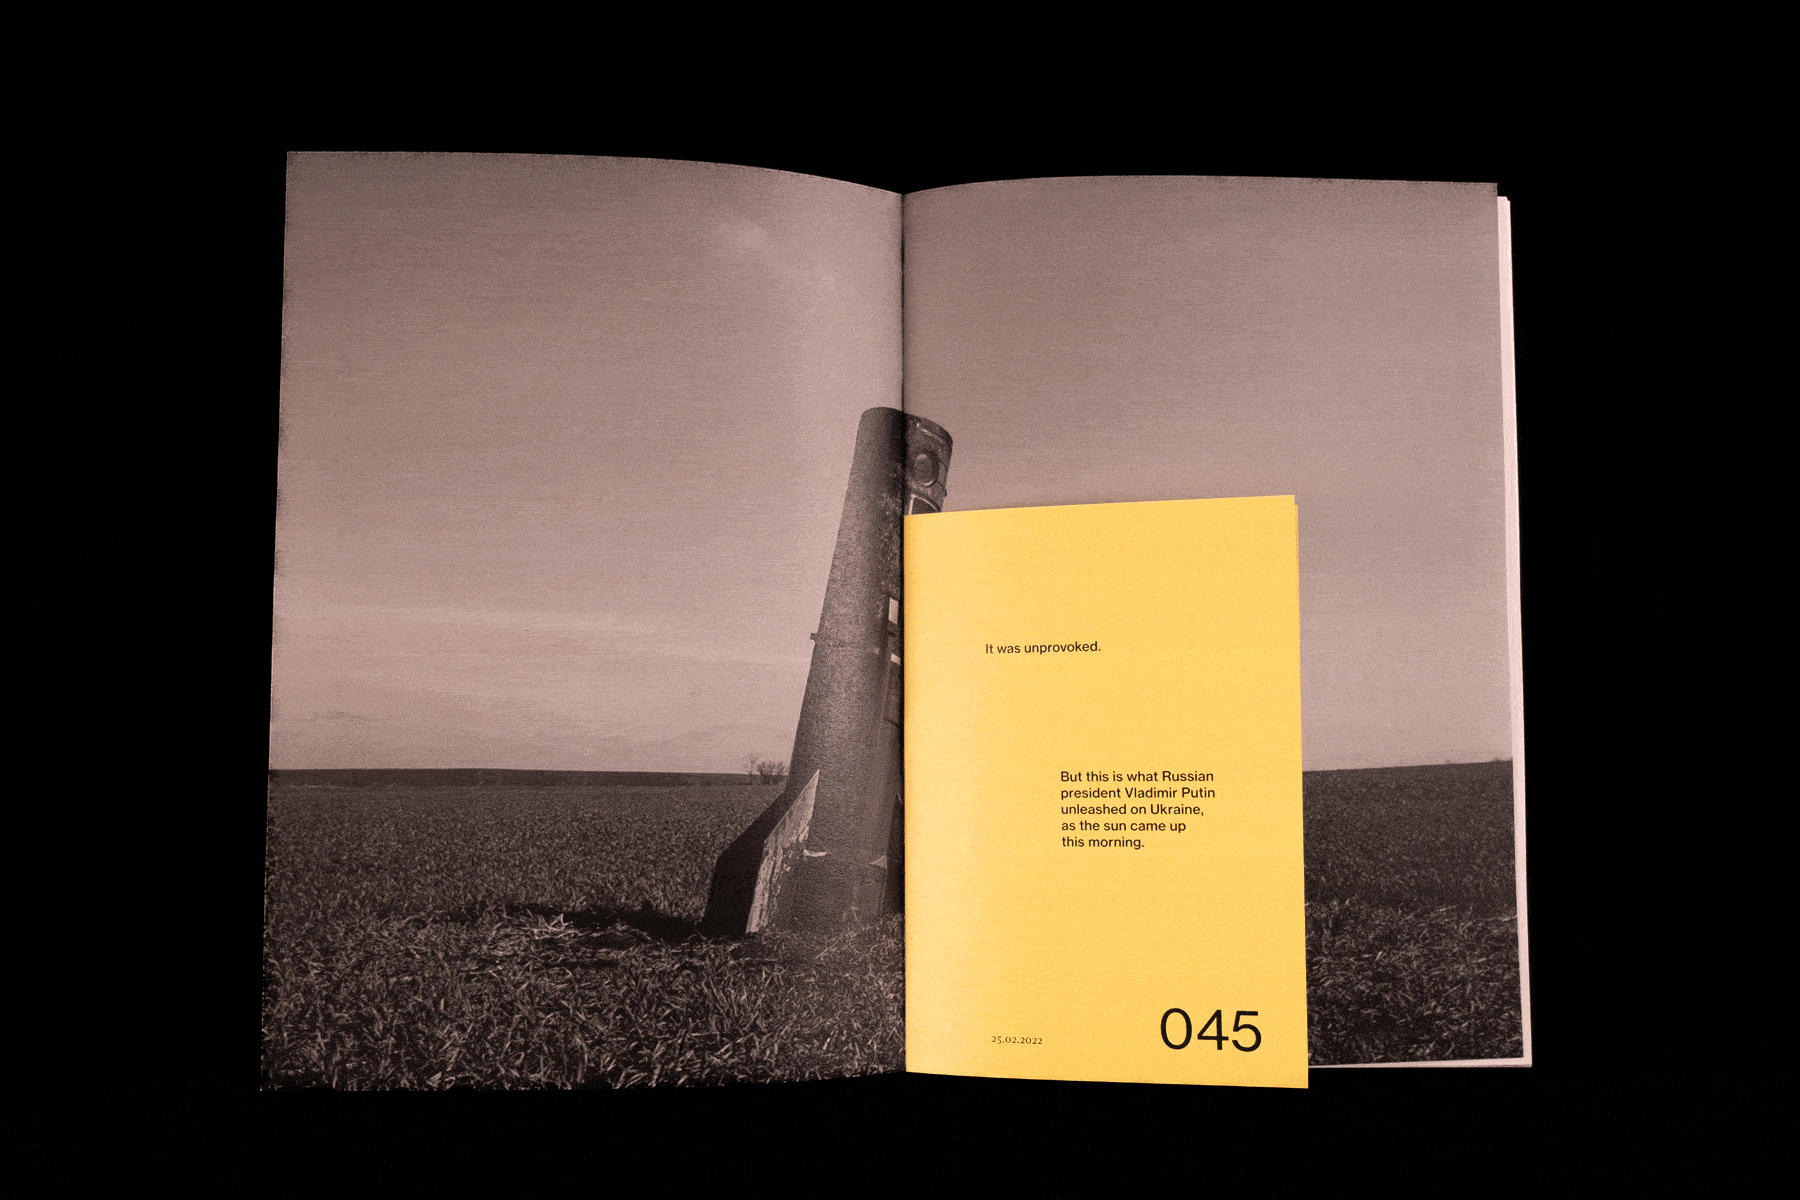 It was unprovoked.
But this is what Russian
president Vladimir Putin
unleashed on Ukraine,
as the sun came up
this morning.
25.02.2022
045